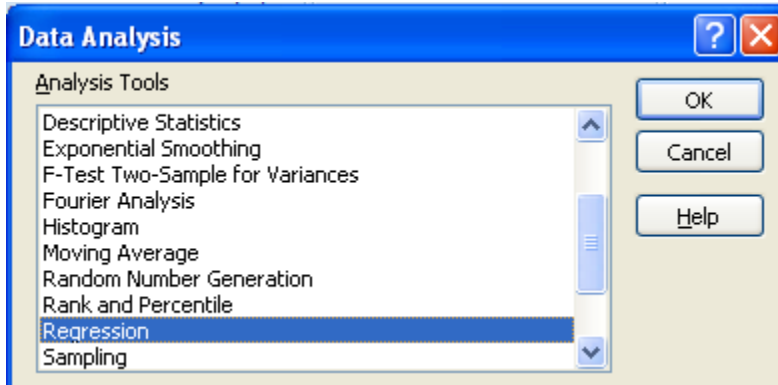 Data Analysis
Analysis Tools
Descriptive Statistics
Exponential Smoothing
F-Test Two-Sample for Variances
Fourier Analysis
Histogram
Moving Average
Random Number Generation
Rank and Percentile
Regression
Sampling
OK
Cancel
Help